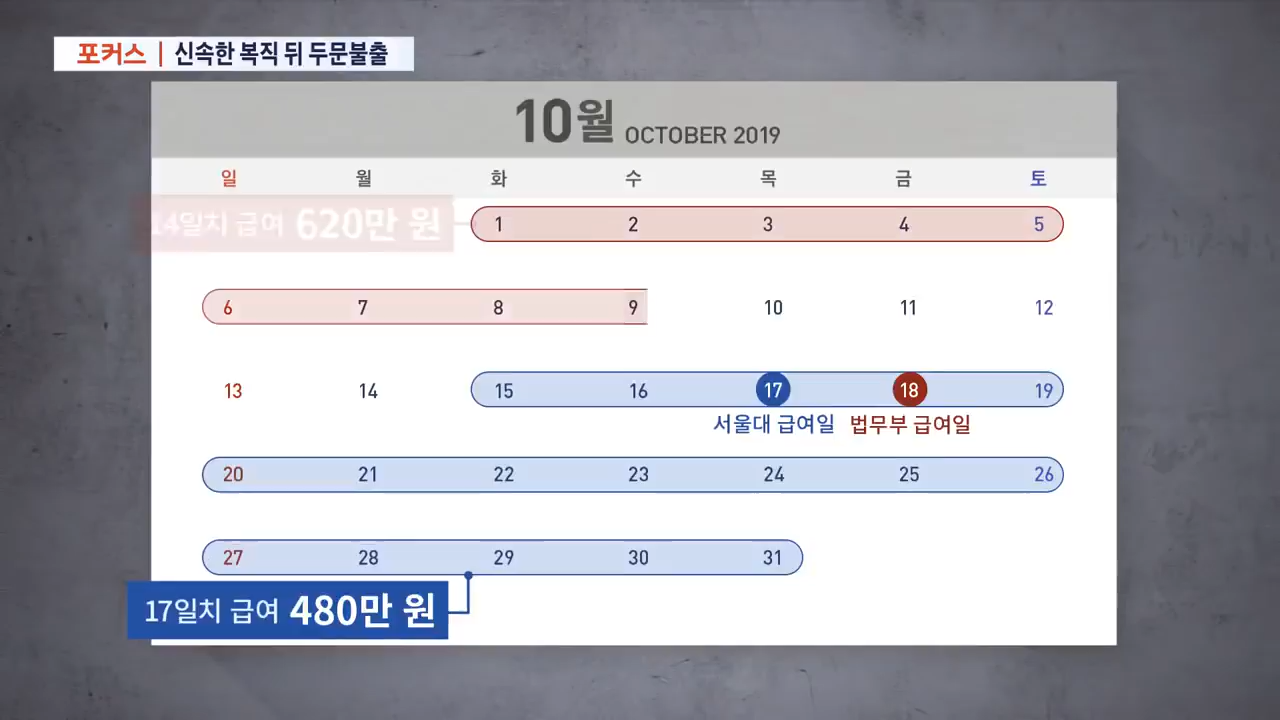 포커스 | 신속한 복직 뒤 두문불출
10월 OCTOBER 2019
일 월 화 수 목 금 토
14일치 급여 620만 원
1 2 3 4 5
6 7 8 9 10 11 12
13 14 15 16 17 18 19
서울대 급여일 법무부 급여일
20 21 22 23 24 25 26
27 28 29 30 31
17일치 급여 480만 원